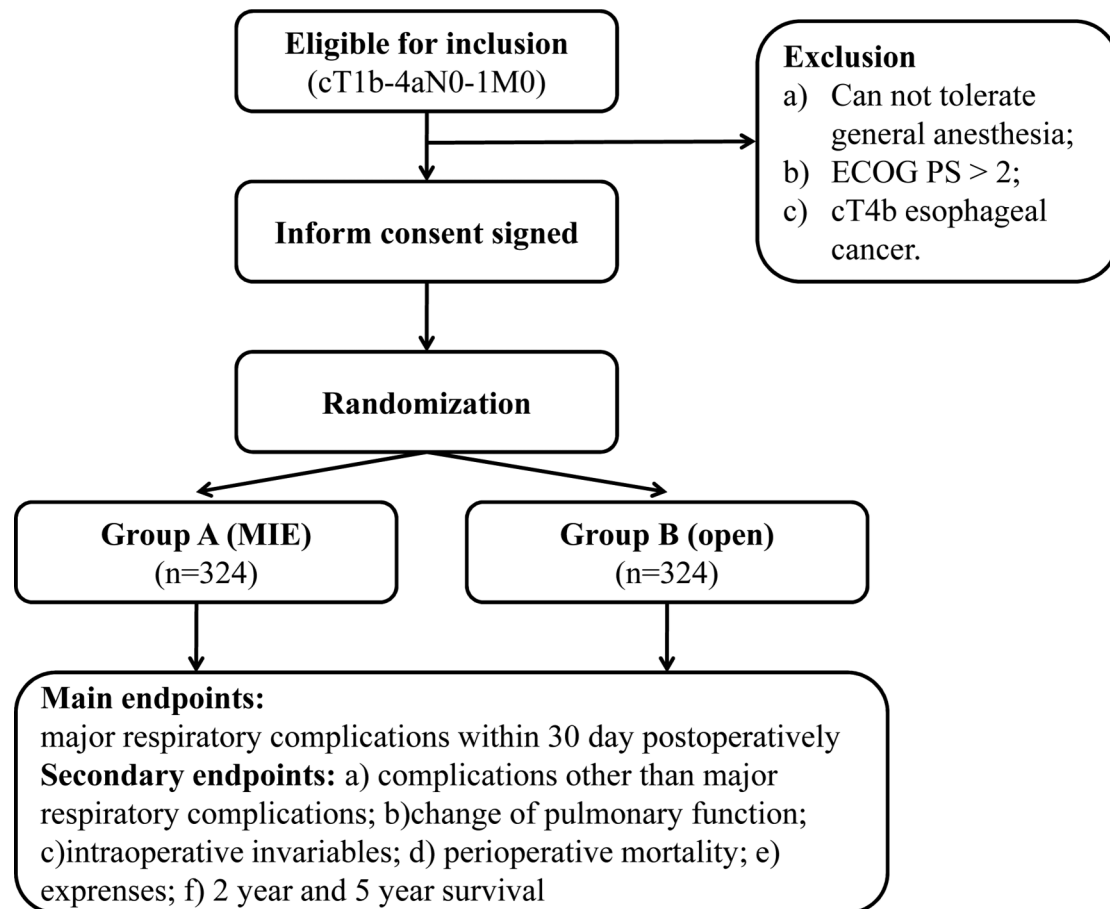 Eligible for inclusion
(cT1b-4aN0-1M0)
Exclusion
a) Can not tolerate
general anesthesia;
b) ECOG PS > 2;
c) cT4b esophageal
cancer.
Inform consent signed
Randomization
Group A (MIE)
(n=324)
Group B (open)
(n=324)
Main endpoints:
major respiratory complications within 30 day postoperatively
Secondary endpoints: a) complications other than major
respiratory complications; b)change of pulmonary function;
c)intraoperative invariables; d) perioperative mortality; e)
exprenses; f) 2 year and 5 year survival